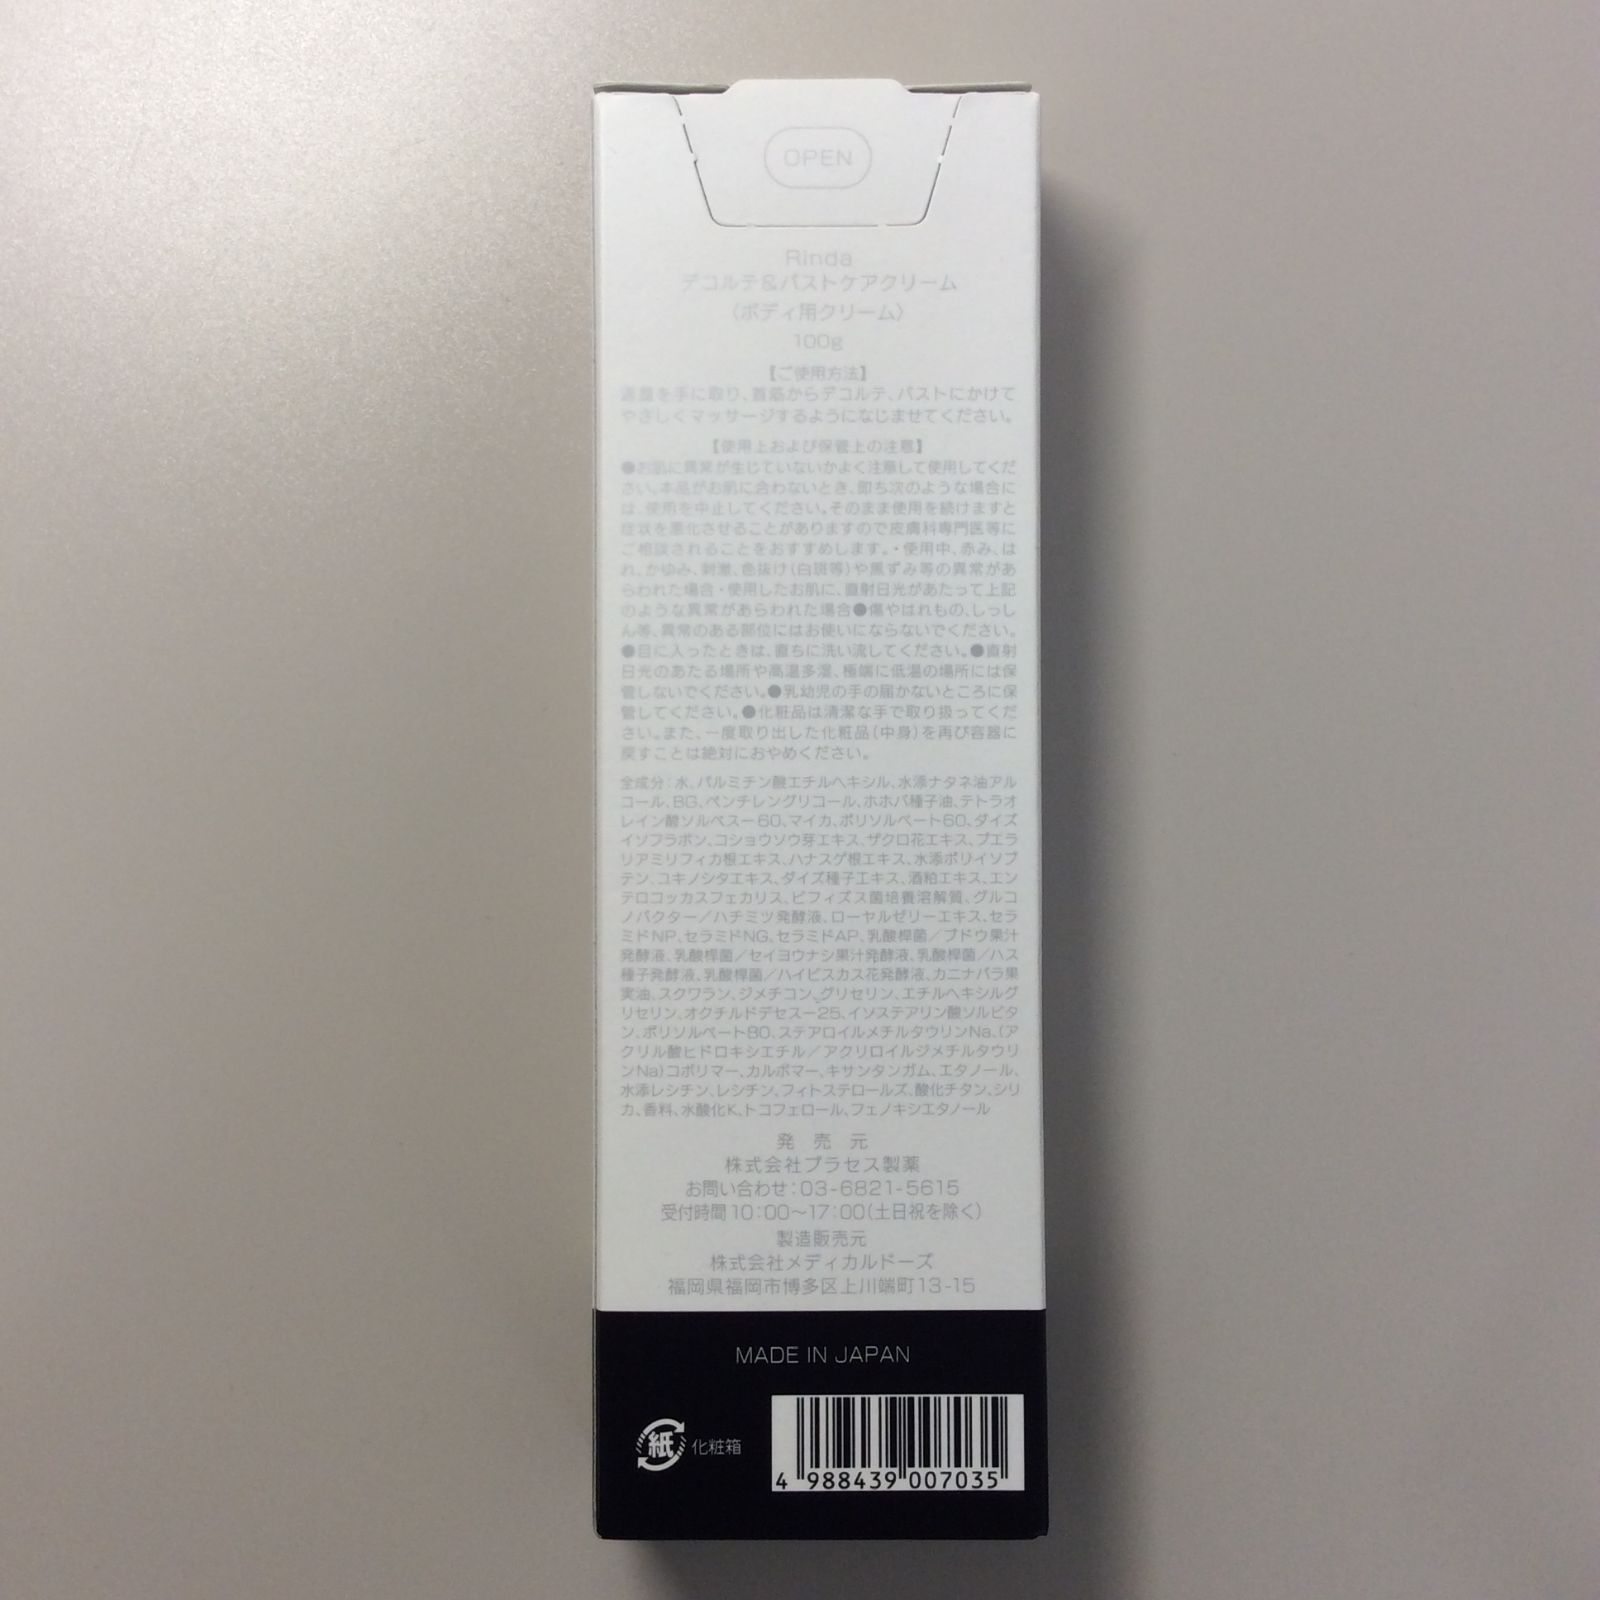 OPEN
Rinda
デコルテ&バストケアクリーム
〈ボディ用クリーム〉
100g
【ご使用方法】
適量を手に取り、首筋からデコルテ、バストにかけて
やさしくマッサージするようになじませてください。
【使用上および保管上の注意】
●お肌に異常が生じていないかよく注意して使用してくだ
さい。本品がお肌に合わないとき、即ち次のような場合に
は、使用を中止してください。そのまま使用を続けますと
症状を悪化させることがありますので皮膚科専門医等に
ご相談されることをおすすめします。・使用中、赤み、は
れ、かゆみ、刺激、色抜け(白斑等)や黒ずみ等の異常があ
らわれた場合・使用したお肌に、直射日光があたって上記
のような異常があらわれた場合●傷やはれもの、しっし
ん等、異常のある部位にはお使いにならないでください。
●目に入ったときは、直ちに洗い流してください。●直射
日光のあたる場所や高温多湿、極端に低温の場所には保
管しないでください。●乳幼児の手の届かないところに保
管してください。●化粧品は清潔な手で取り扱ってくだ
さい。また、一度取り出した化粧品(中身)を再び容器に
戻すことは絶対におやめください。
全成分:水、パルミチン酸エチルヘキシル、水添ナタネ油アル
コール、BG、ペンチレングリコール、ホホバ種子油、テトラオ
レイン酸ソルベス-60、マイカ、ポリソルベート60、ダイズ
イソフラボン、コショウソウ芽エキス、ザクロ花エキス、プエラ
リアミリフィカ根エキス、ハナスゲ根エキス、水添ポリイソブ
テン、ユキノシタエキス、ダイズ種子エキス、酒粕エキス、エン
テロコッカスフェカリス、ビフィズス菌培養溶解質、グルコ
ノバクター/ハチミツ発酵液、ローヤルゼリーエキス、セラ
ミドNP、セラミドNG、セラミドAP、乳酸桿菌/ブドウ果汁
発酵液、乳酸桿菌/セイヨウナシ果汁発酵液、乳酸桿菌/ハス
種子発酵液、乳酸桿菌/ハイビスカス花発酵液、カニナバラ果
実油、スクワラン、ジメチコン、グリセリン、エチルヘキシルグ
リセリン、オクチルドデセス-25、イソステアリン酸ソルビタ
ン、ポリソルベート80、ステアロイルメチルタウリンNa、(ア
クリル酸ヒドロキシエチル/アクリロイルジメチルタウリ
ンNa)コポリマー、カルボマー、キサンタンガム、エタノール、
水添レシチン、レシチン、フィトステロールズ、酸化チタン、シリ
カ、香料、水酸化K、トコフェロール、フェノキシエタノール
発 売 元
株式会社プラセス製薬
お問い合わせ:03-6821-5615
受付時間10:00〜17:00(土日祝を除く)
製造販売元
株式会社メディカルドーズ
福岡県福岡市博多区上川端町13-15
MADE IN JAPAN
紙 化粧箱
4 988439 007035